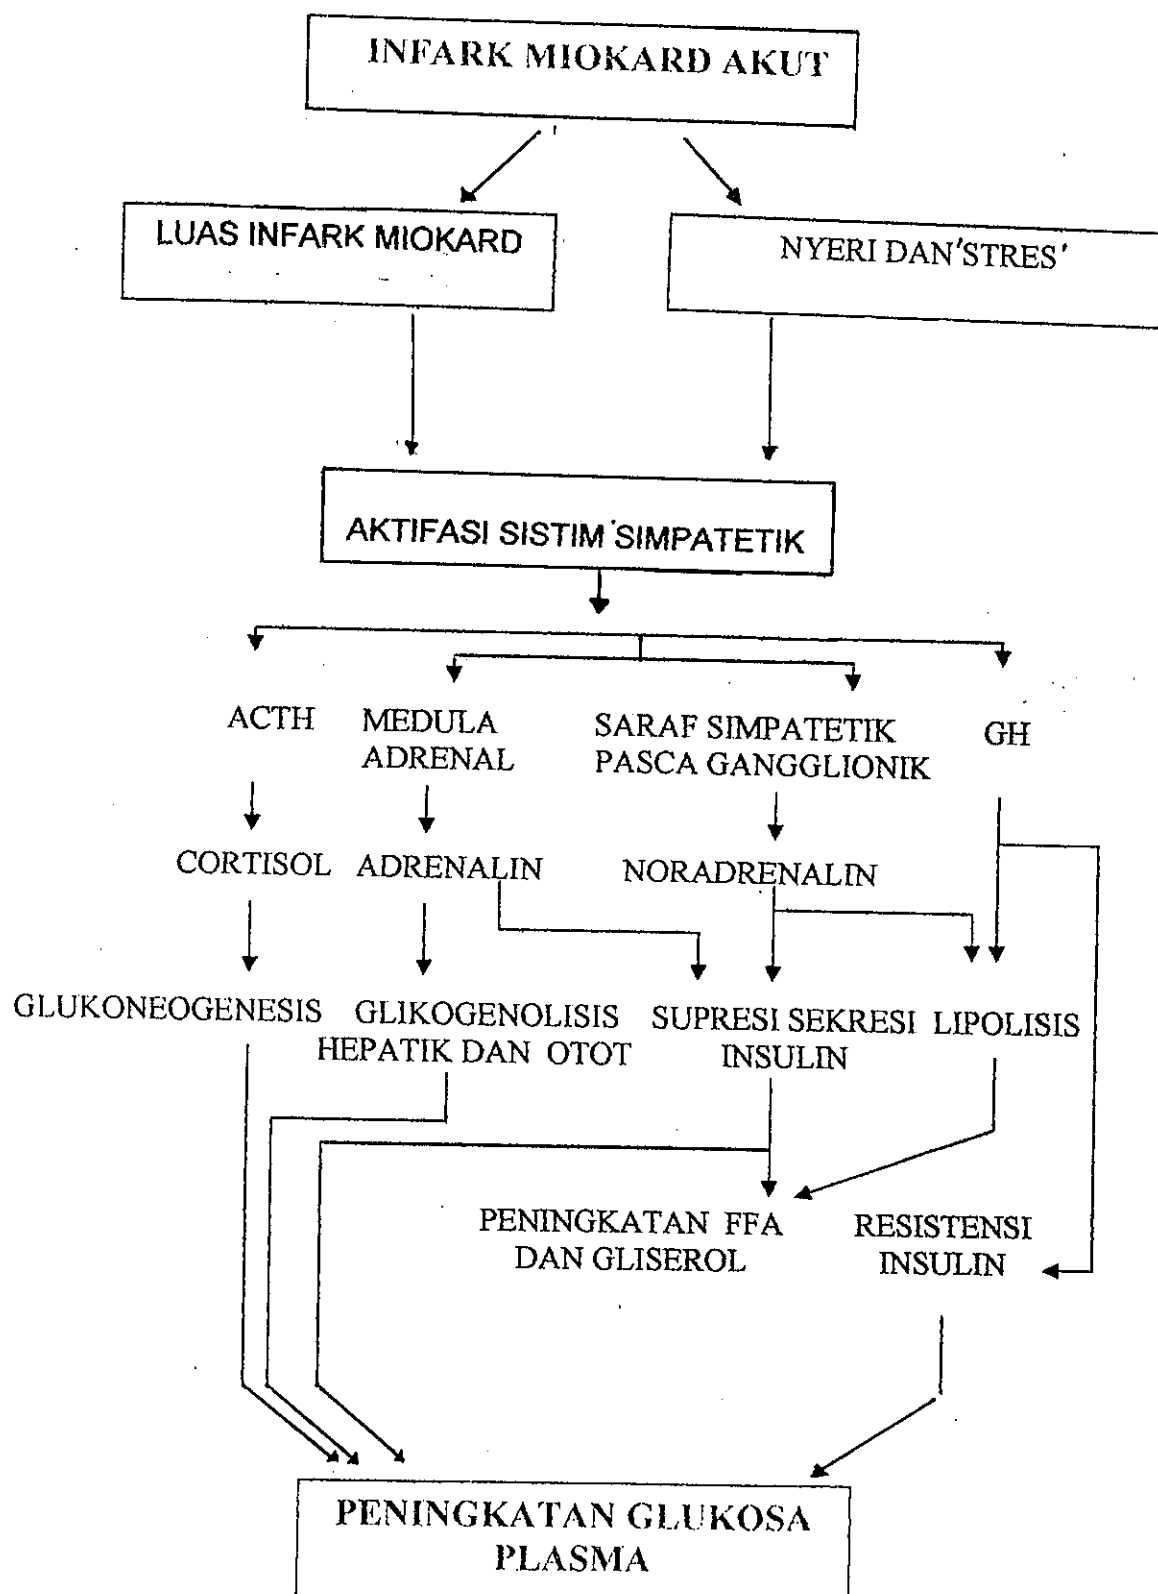 INFARK MIOKARD AKUT
LUAS INFARK MIOKARD
NYERI DAN'STRES'
AKTIFASI SISTIM SIMPATETIK
ACTH
MEDULA
ADRENAL
SARAF SIMPATETIK
PASCA GANGGLIONIK
GH
CORTISOL
ADRENALIN
NORADRENALIN
GLUKONEOGENESIS
GLIKOGENOLISIS
HEPATIK DAN OTOT
SUPRESI SEKRESI
INSULIN
LIPOLISIS
PENINGKATAN FFA
DAN GLISEROL
RESISTENSI
INSULIN
PENINGKATAN GLUKOSA
PLASMA